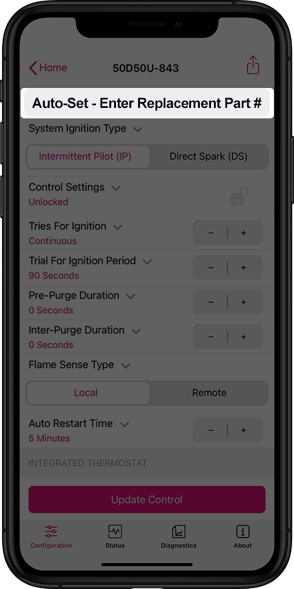 Home
50D50U-843
Auto-Set - Enter Replacement Part #
System Ignition Type
Intermittent Pilot (IP) Direct Spark (DS)
Control Settings
Unlocked
Tries For Ignition
Continuous
− +
Trial For Ignition Period
90 Seconds
− +
Pre-Purge Duration
0 Seconds
− +
Inter-Purge Duration
0 Seconds
− +
Flame Sense Type
Local Remote
Auto Restart Time
5 Minutes
− +
INTEGRATED THERMOSTAT
Update Control
Configuration Status Diagnostics About